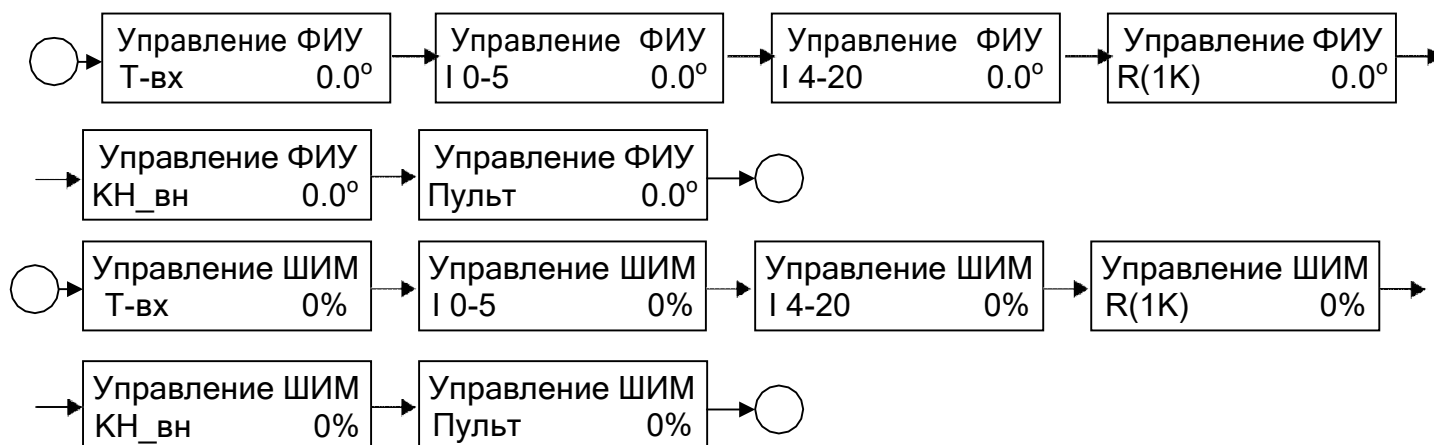 Управление ФИУ
Т-вх 0.0º
Управление ФИУ
I 0-5 0.0º
Управление ФИУ
I 4-20 0.0º
Управление ФИУ
R(1K) 0.0º
Управление ФИУ
КН_вн 0.0º
Управление ФИУ
Пульт 0.0º
Управление ШИМ
Т-вх 0%
Управление ШИМ
I 0-5 0%
Управление ШИМ
I 4-20 0%
Управление ШИМ
R(1K) 0%
Управление ШИМ
КН_вн 0%
Управление ШИМ
Пульт 0%